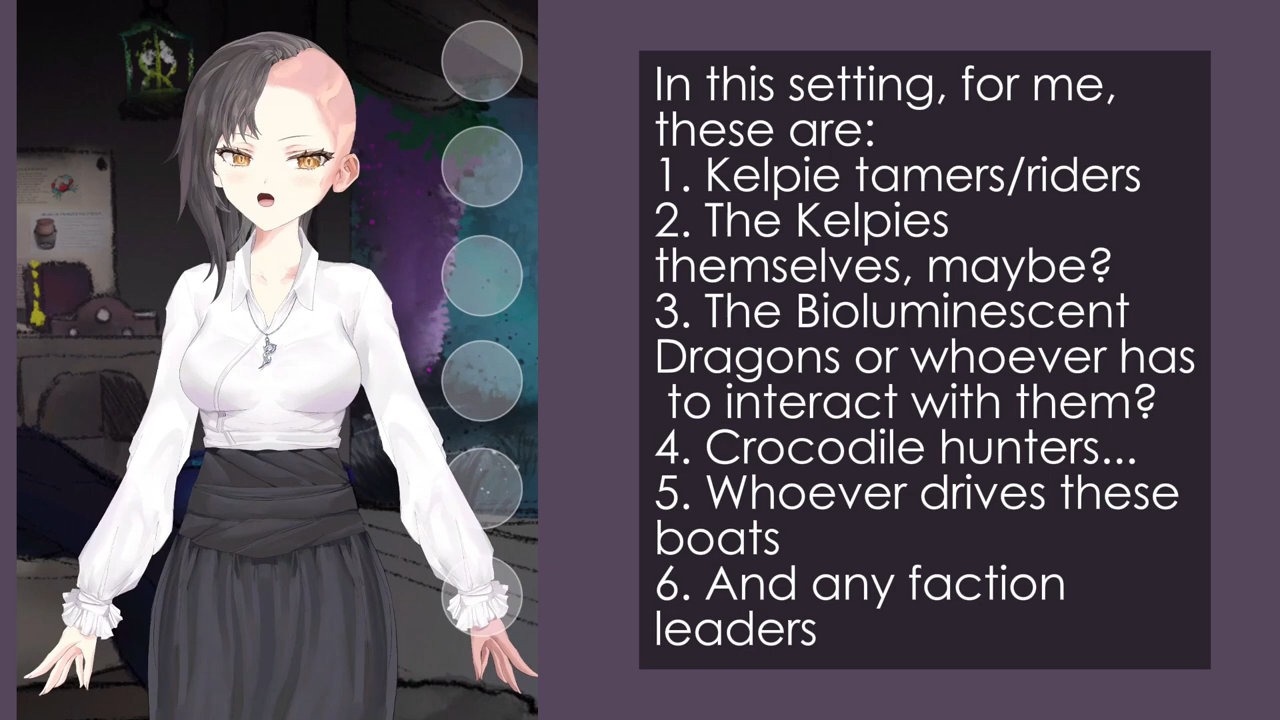 In this setting, for me,
these are:
1. Kelpie tamers/riders
2. The Kelpies
themselves, maybe?
3. The Bioluminescent
Dragons or whoever has
to interact with them?
4. Crocodile hunters...
5. Whoever drives these
boats
6. And any faction
leaders